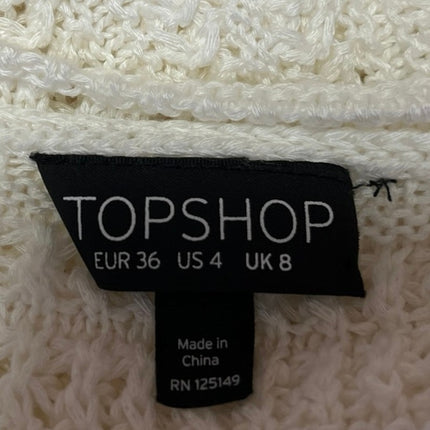 TOPSHOP
EUR 36 US 4 UK 8
Made in
China
RN 125149